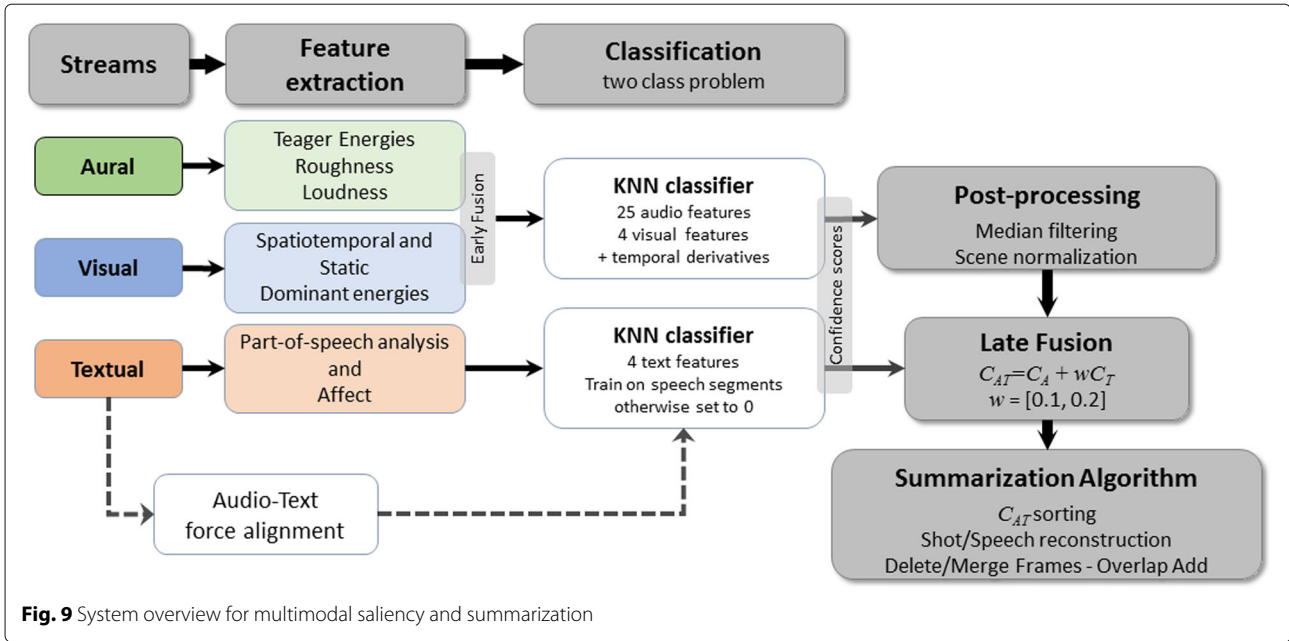 Streams
Feature
extraction
Classification
two class problem
Aural
Teager Energies
Roughness
Loudness
Visual
Spatiotemporal and
Static
Dominant energies
Early Fusion
KNN classifier
25 audio features
4 visual features
+ temporal derivatives
Confidence scores
Post-processing
Median filtering
Scene normalization
Textual
Part-of-speech analysis
and
Affect
KNN classifier
4 text features
Train on speech segments
otherwise set to 0
Late Fusion
C_AT=C_A + wC_T
w = [0.1, 0.2]
Audio-Text
force alignment
Summarization Algorithm
C_AT sorting
Shot/Speech reconstruction
Delete/Merge Frames - Overlap Add
Fig. 9 System overview for multimodal saliency and summarization